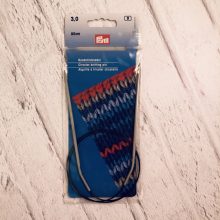 3,0
80cm
Prym
Rundstricknadel
Circular knitting pin
Aiguille à tricoter circulaire